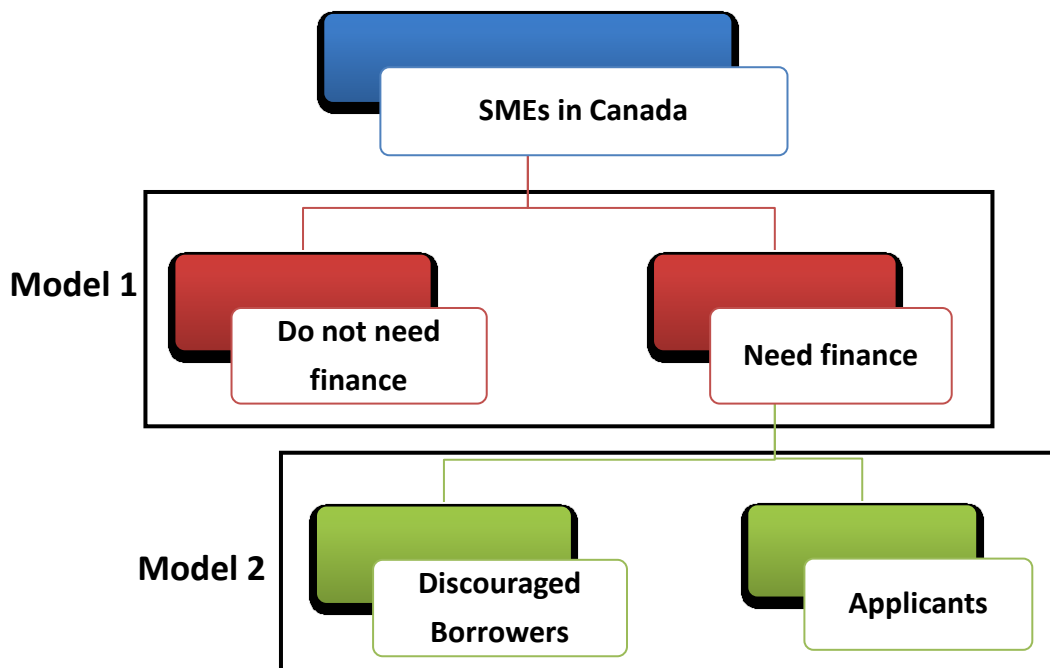 SMEs in Canada
Model 1
Do not need
finance
Need finance
Model 2
Discouraged
Borrowers
Applicants